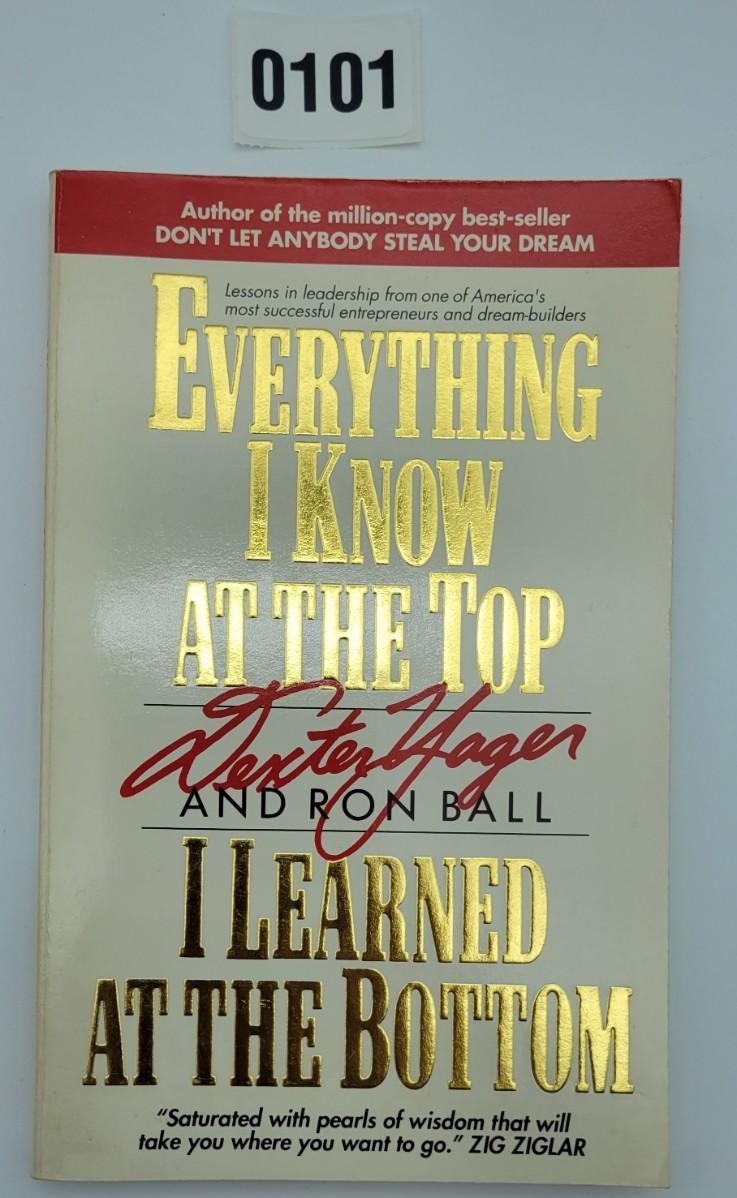 0101
Author of the million-copy best-seller
DON'T LET ANYBODY STEAL YOUR DREAM
Lessons in leadership from one of America's
most successful entrepreneurs and dream-builders
EVERYTHING
I KNOW
AT THE TOP
Dexter Yager
AND RON BALL
I LEARNED
AT THE BOTTOM
“Saturated with pearls of wisdom that will
take you where you want to go.” ZIG ZIGLAR